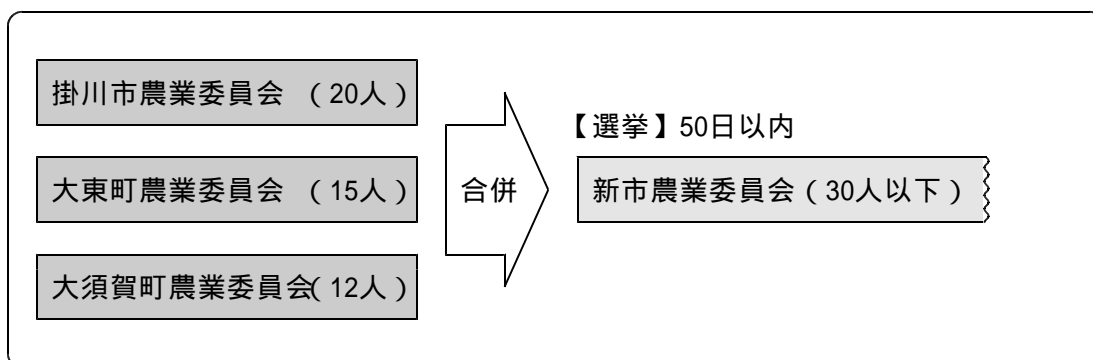 掛川市農業委員会 （20人）
大東町農業委員会 （15人）
大須賀町農業委員会（12人）
合併
【選挙】50日以内
新市農業委員会（30人以下）